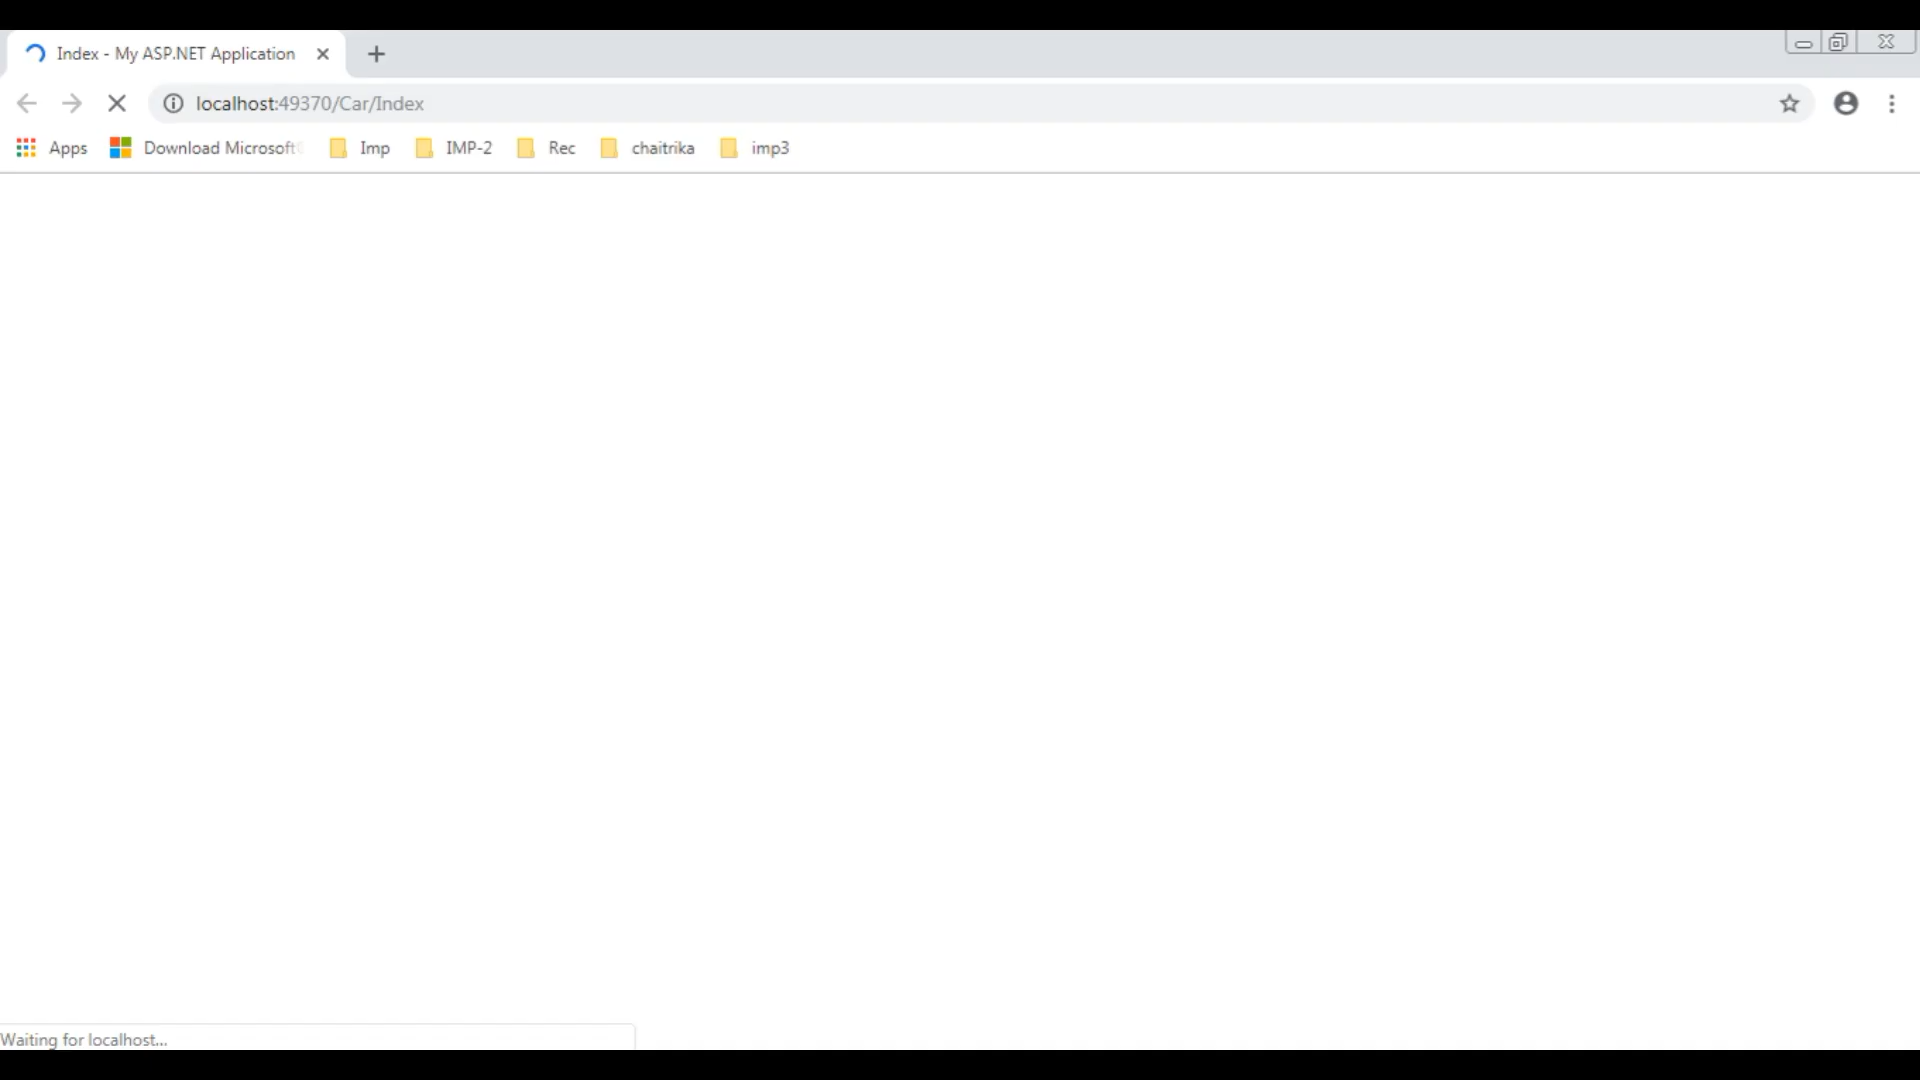 Index - My ASP.NET Application
localhost:49370/Car/Index
Apps Download Microsoft Imp IMP-2 Rec chaitrika imp3
Waiting for localhost...